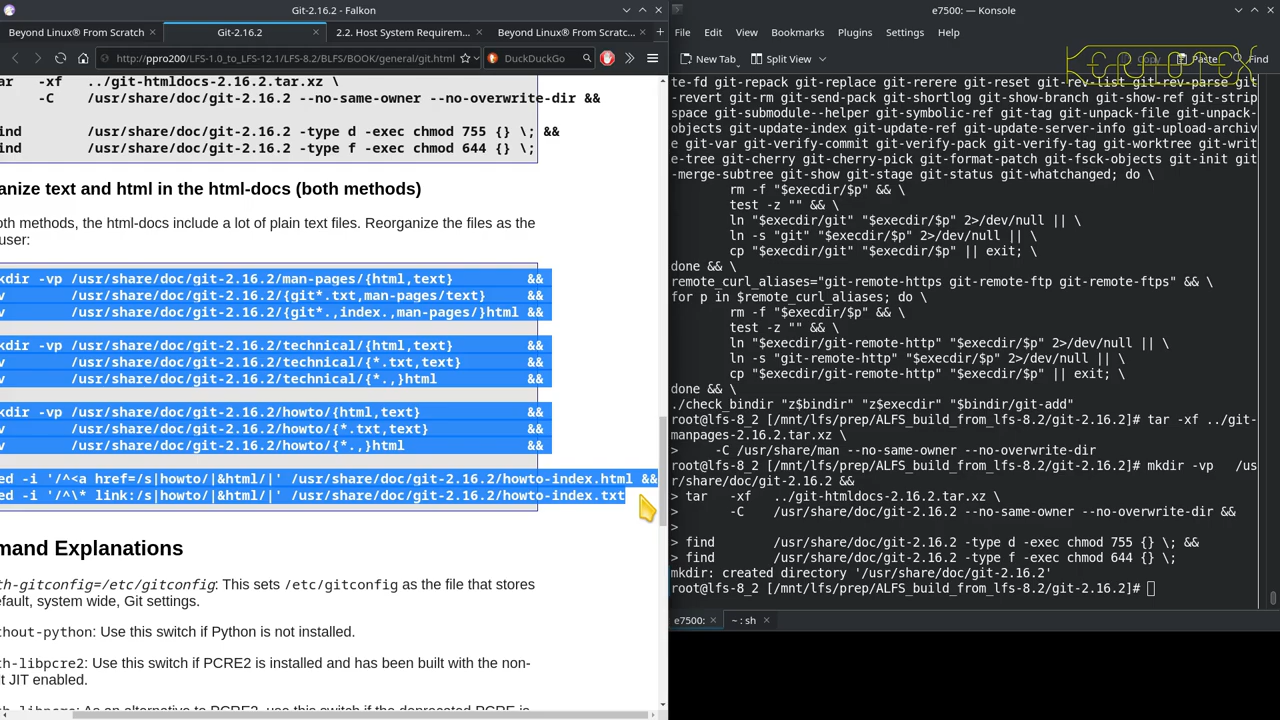 Git-2.16.2 - Falkon
Beyond Linux® From Scratch
Git-2.16.2
2.2. Host System Requirem...
Beyond Linux® From Scratc...
http://ppro200/LFS-1.0_to_LFS-12.1/LFS-8.2/BLFS/BOOK/general/git.html
DuckDuckGo
ar   -xf  ../git-htmldocs-2.16.2.tar.xz \
-C   /usr/share/doc/git-2.16.2 --no-same-owner --no-overwrite-dir &&
ind        /usr/share/doc/git-2.16.2 -type d -exec chmod 755 {} \; &&
ind        /usr/share/doc/git-2.16.2 -type f -exec chmod 644 {} \;
anize text and html in the html-docs (both methods)
oth methods, the html-docs include a lot of plain text files. Reorganize the files as the
user:
kdir -vp /usr/share/doc/git-2.16.2/man-pages/{html,text}         &&
v        /usr/share/doc/git-2.16.2/{git*.txt,man-pages/text}     &&
v        /usr/share/doc/git-2.16.2/{git*.,index.,man-pages/}html &&
kdir -vp /usr/share/doc/git-2.16.2/technical/{html,text}         &&
v        /usr/share/doc/git-2.16.2/technical/{*.txt,text}        &&
v        /usr/share/doc/git-2.16.2/technical/{*.,}html           &&
kdir -vp /usr/share/doc/git-2.16.2/howto/{html,text}             &&
v        /usr/share/doc/git-2.16.2/howto/{*.txt,text}            &&
v        /usr/share/doc/git-2.16.2/howto/{*.,}html               &&
ed -i '/^<a href=/s|howto/|&html/|' /usr/share/doc/git-2.16.2/howto-index.html &&
ed -i '/^\* link:/s|howto/|&html/|' /usr/share/doc/git-2.16.2/howto-index.txt
mand Explanations
th-gitconfig=/etc/gitconfig: This sets /etc/gitconfig as the file that stores
efault, system wide, Git settings.
hout-python: Use this switch if Python is not installed.
th-libpcre2: Use this switch if PCRE2 is installed and has been built with the non-
t JIT enabled.
e7500: — Konsole
File Edit View Bookmarks Plugins Settings Help
New Tab Split View Copy Paste Find
te-fd git-repack git-replace git-rerere git-reset git-rev-list git-rev-parse git
-revert git-rm git-send-pack git-shortlog git-show-branch git-show-ref git-strip
space git-submodule--helper git-symbolic-ref git-tag git-unpack-file git-unpack-
objects git-update-index git-update-ref git-update-server-info git-upload-archiv
e git-var git-verify-commit git-verify-pack git-verify-tag git-worktree git-writ
e-tree git-cherry git-cherry-pick git-format-patch git-fsck-objects git-init git
-merge-subtree git-show git-stage git-status git-whatchanged; do \
rm -f "$execdir/$p" && \
test -z "" && \
ln "$execdir/git" "$execdir/$p" 2>/dev/null || \
ln -s "git" "$execdir/$p" 2>/dev/null || \
cp "$execdir/git" "$execdir/$p" || exit; \
done && \
remote_curl_aliases="git-remote-https git-remote-ftp git-remote-ftps" && \
for p in $remote_curl_aliases; do \
rm -f "$execdir/$p" && \
test -z "" && \
ln "$execdir/git-remote-http" "$execdir/$p" 2>/dev/null || \
ln -s "git-remote-http" "$execdir/$p" 2>/dev/null || \
cp "$execdir/git-remote-http" "$execdir/$p" || exit; \
done && \
./check_bindir "z$bindir" "z$execdir" "$bindir/git-add"
root@lfs-8_2 [/mnt/lfs/prep/ALFS_build_from_lfs-8.2/git-2.16.2]# tar -xf ../git-
manpages-2.16.2.tar.xz \
-C /usr/share/man --no-same-owner --no-overwrite-dir
root@lfs-8_2 [/mnt/lfs/prep/ALFS_build_from_lfs-8.2/git-2.16.2]# mkdir -vp   /us
r/share/doc/git-2.16.2 &&
> tar   -xf  ../git-htmldocs-2.16.2.tar.xz \
-C   /usr/share/doc/git-2.16.2 --no-same-owner --no-overwrite-dir &&
>
> find        /usr/share/doc/git-2.16.2 -type d -exec chmod 755 {} \; &&
> find        /usr/share/doc/git-2.16.2 -type f -exec chmod 644 {} \;
mkdir: created directory '/usr/share/doc/git-2.16.2'
root@lfs-8_2 [/mnt/lfs/prep/ALFS_build_from_lfs-8.2/git-2.16.2]#
e7500:
~ : sh